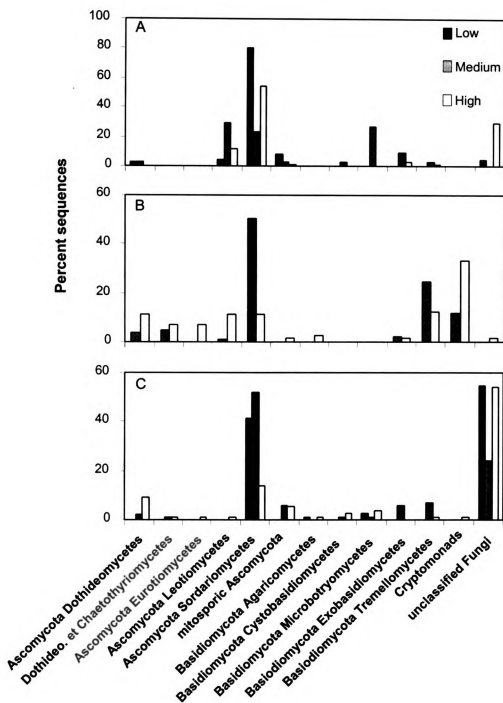 100
80
60
40
20
0
A
Low
Medium
High
60
40
20
0
B
Percent sequences
60
40
20
0
C
Ascomycota Dothideomycetes
Dothideo. et Chaetothyriomycetes
Ascomycota Eurotiomycetes
Ascomycota Leotiomycetes
Ascomycota Sordariomycetes
mitosporic Ascomycota
Basidiomycota Agaricomycetes
Basidiomycota Cystobasidiomycetes
Basidiomycota Microbotryomycetes
Basiodiomycota Exobasidiomycetes
Basiodiomycota Tremellomycetes
Cryptomonads
unclassified Fungi